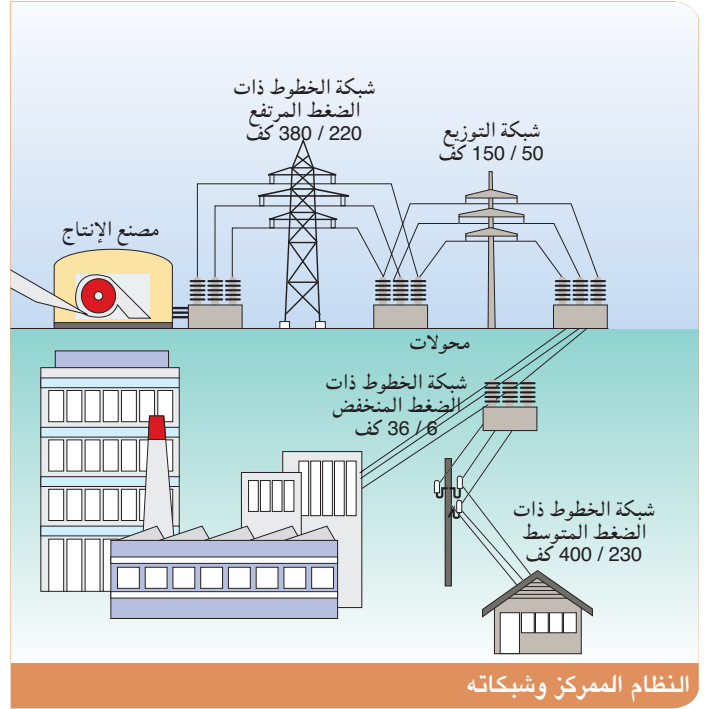 شبكة الخطوط ذات
الضغط المرتفع
220 / 380 كف
شبكة التوزيع
50 / 150 كف
مصنع الإنتاج
محولات
شبكة الخطوط ذات
الضغط المنخفض
6 / 36 كف
شبكة الخطوط ذات
الضغط المتوسط
230 / 400 كف
النظام الممركز وشبكاته